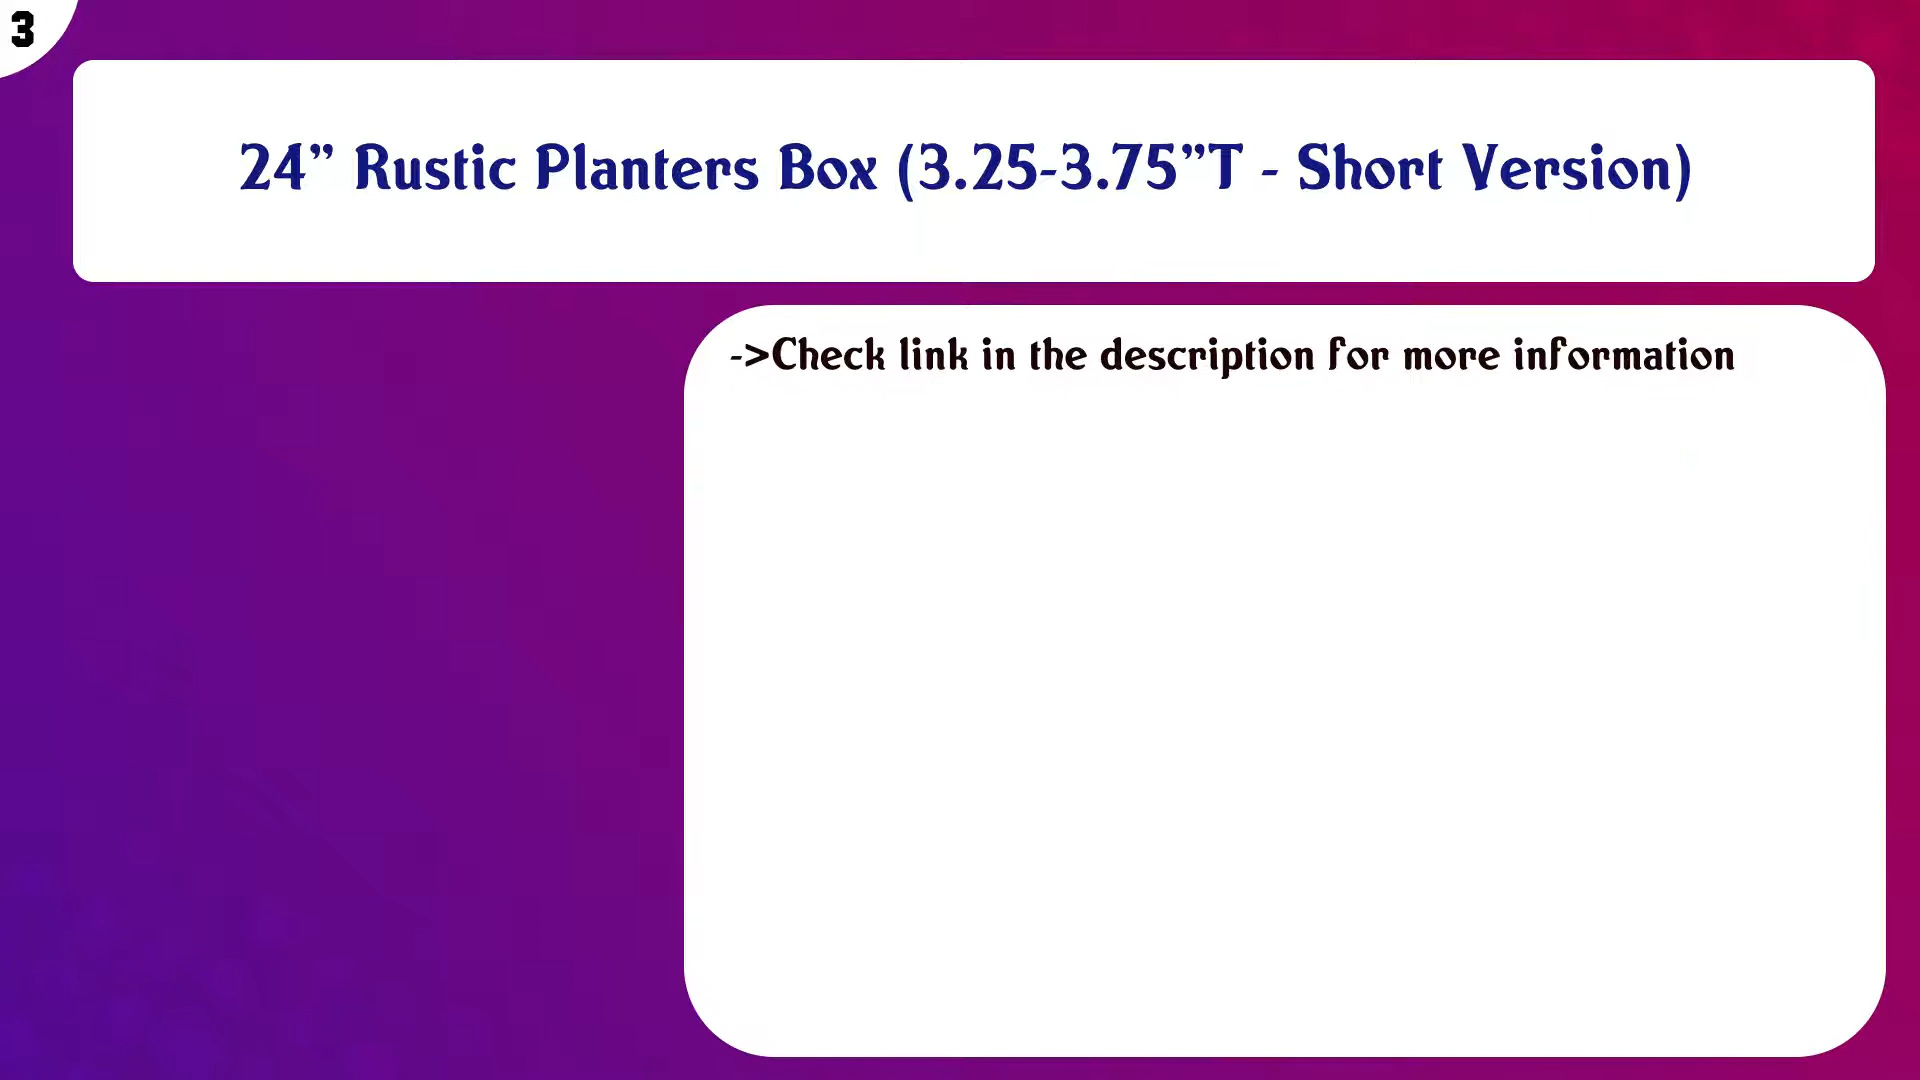 3
24” Rustic Planters Box (3.25-3.75”T - Short Version)
->Check link in the description for more information